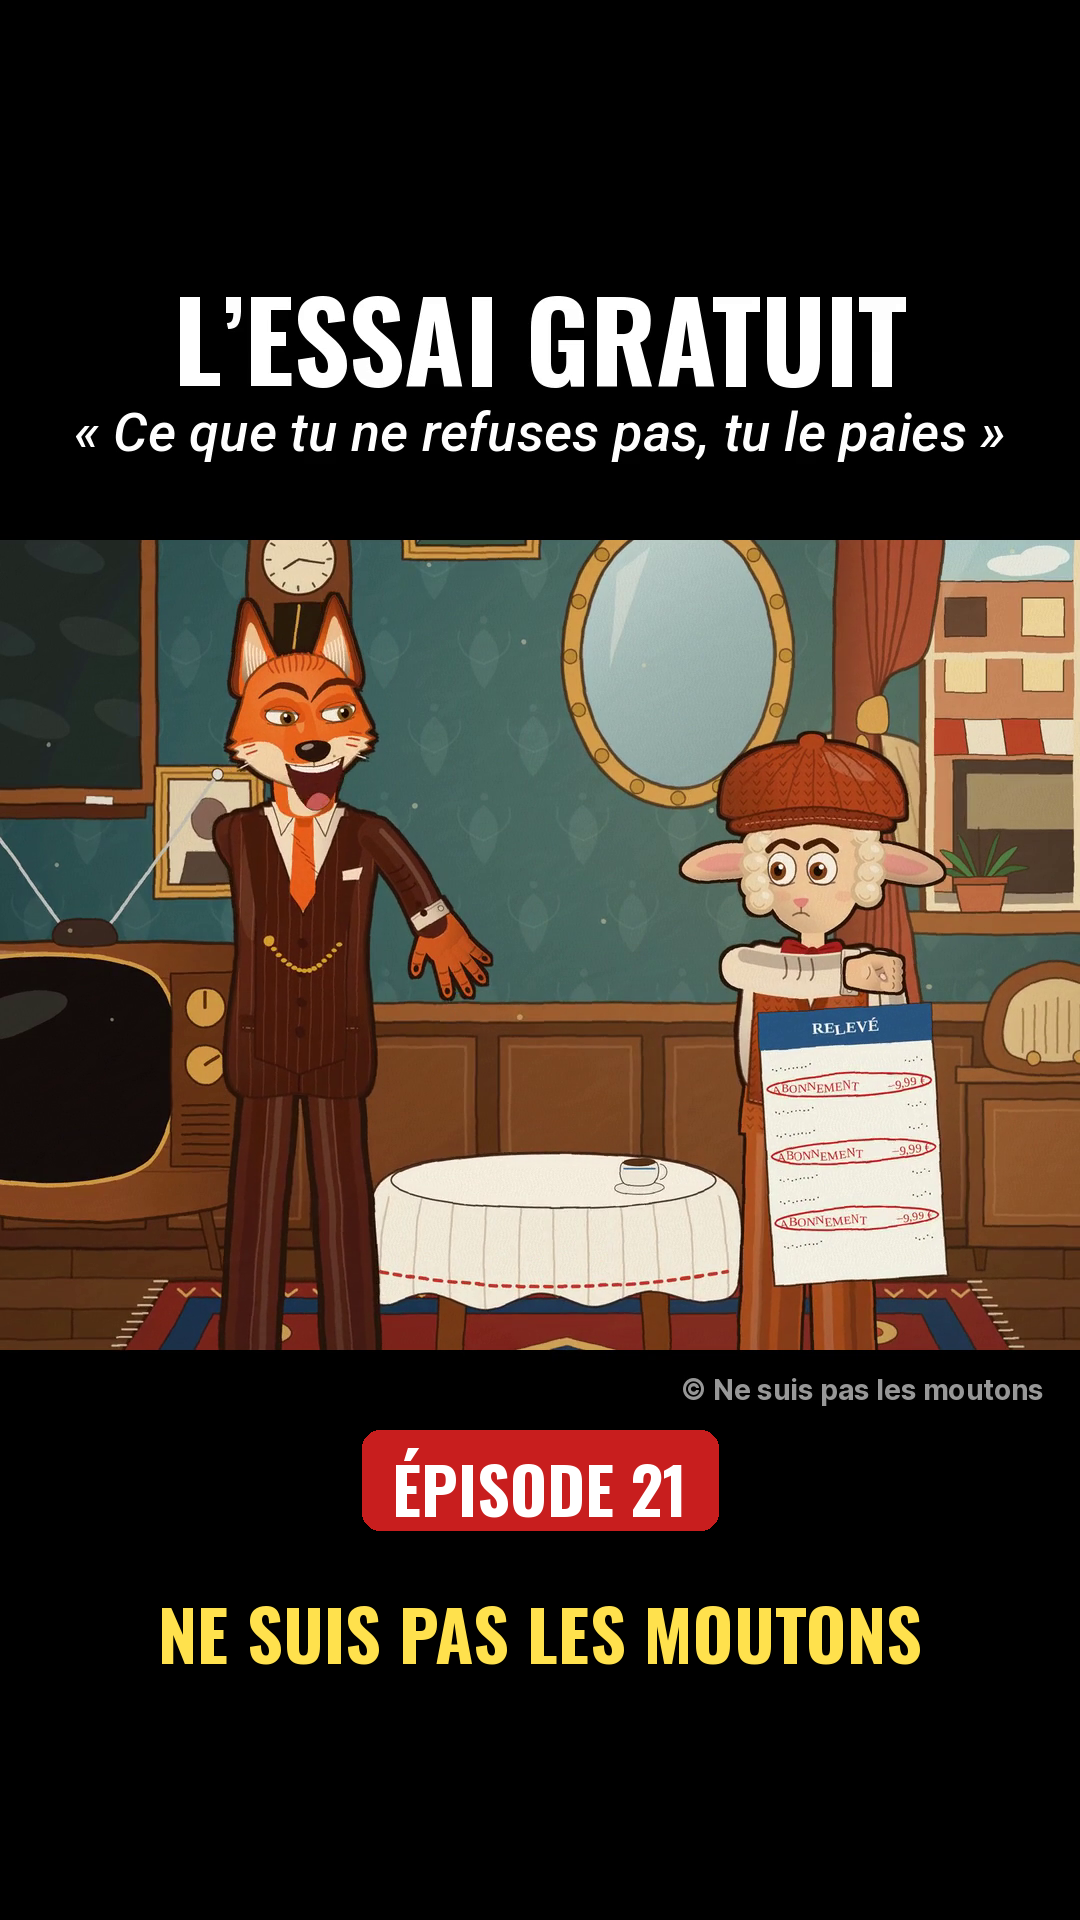 L’ESSAI GRATUIT
« Ce que tu ne refuses pas, tu le paies »
RELEVÉ
ABONNEMENT –9,99 €
ABONNEMENT –9,99 €
ABONNEMENT –9,99 €
© Ne suis pas les moutons
ÉPISODE 21
NE SUIS PAS LES MOUTONS